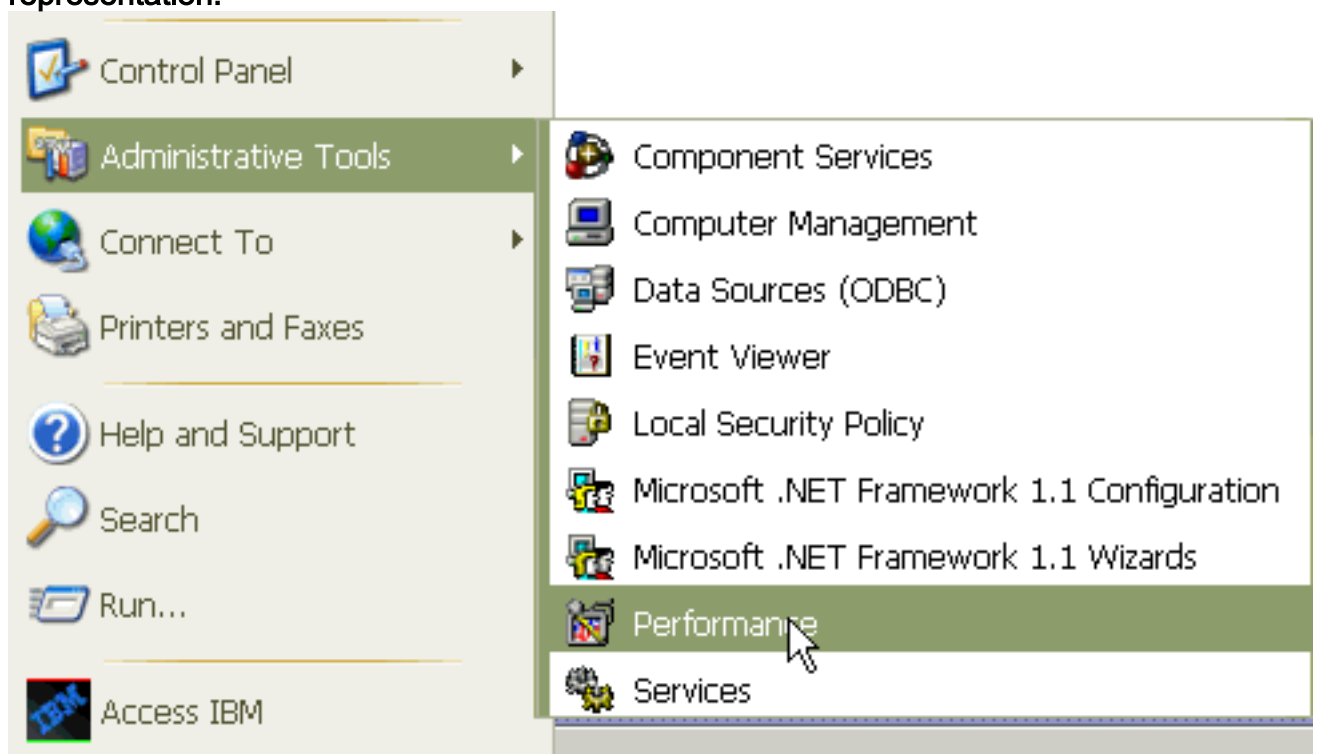 representation.
Control Panel
Administrative Tools
Connect To
Printers and Faxes
Help and Support
Search
Run...
IBM
Access IBM
Component Services
Computer Management
Data Sources (ODBC)
Event Viewer
Local Security Policy
Microsoft .NET Framework 1.1 Configuration
Microsoft .NET Framework 1.1 Wizards
Performance
Services